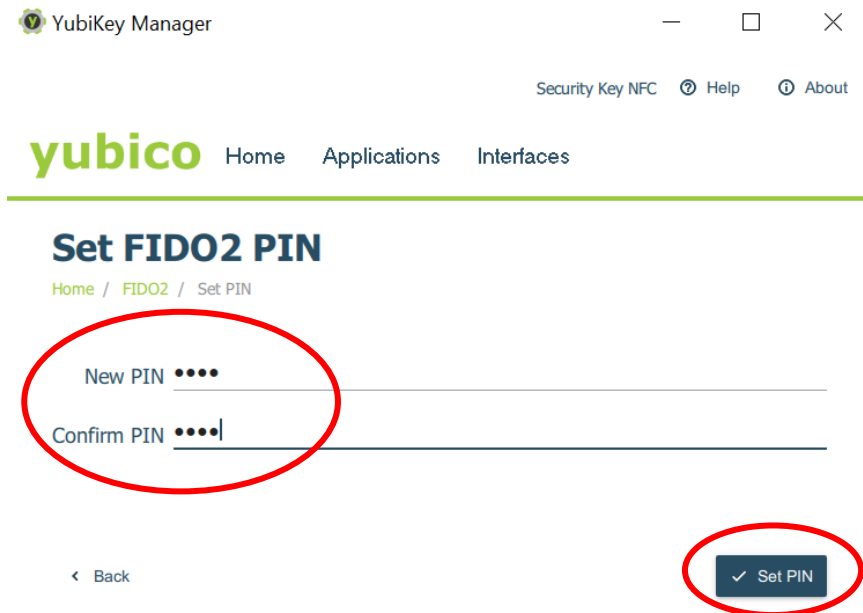 YubiKey Manager
Security Key NFC Help About
yubico Home Applications Interfaces
Set FIDO2 PIN
Home / FIDO2 / Set PIN
New PIN ••••
Confirm PIN ••••
Back Set PIN